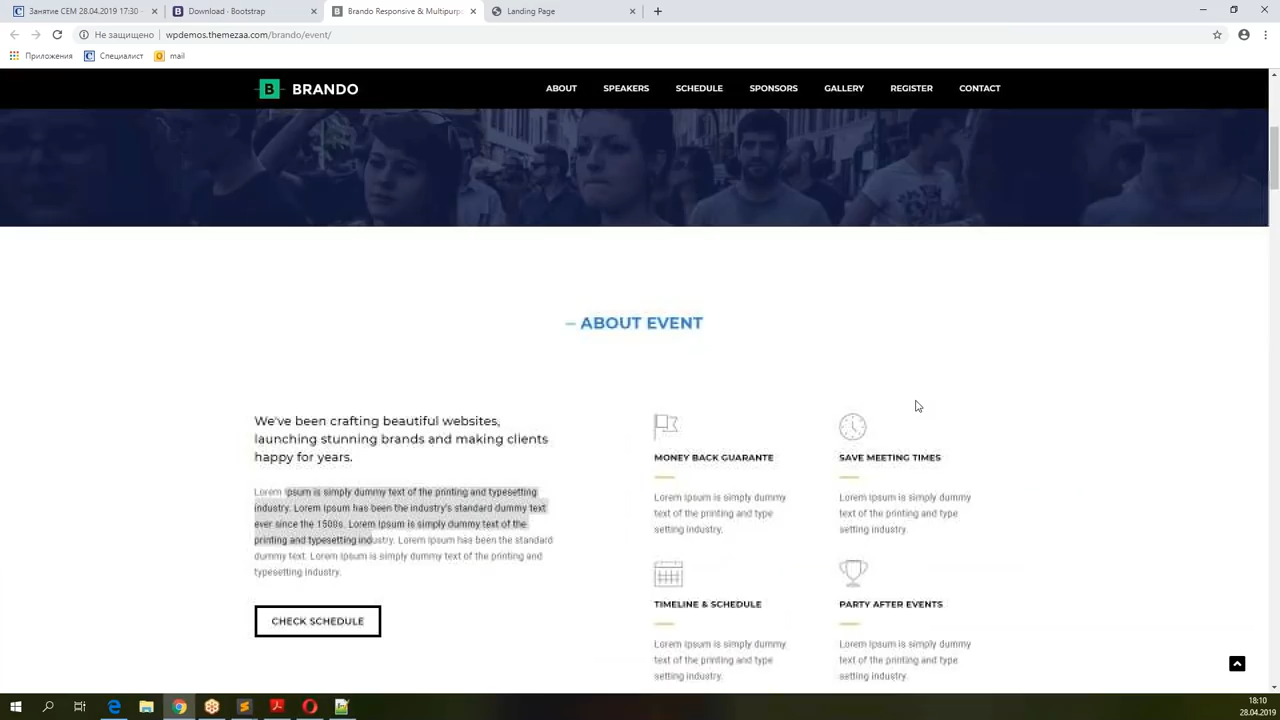 Занятие СЕМ 28.04.2019 17:30 -
Download · Bootstrap
Brando Responsive & Multipurp
Landing Page
Не защищено
wpdemos.themezaa.com/brando/event/
Приложения
Специалист
mail
B BRANDO
ABOUT
SPEAKERS
SCHEDULE
SPONSORS
GALLERY
REGISTER
CONTACT
– ABOUT EVENT
We've been crafting beautiful websites,
launching stunning brands and making clients
happy for years.
Lorem Ipsum is simply dummy text of the printing and typesetting
industry. Lorem Ipsum has been the industry's standard dummy text
ever since the 1500s. Lorem Ipsum is simply dummy text of the
printing and typesetting industry. Lorem Ipsum has been the standard
dummy text. Lorem Ipsum is simply dummy text of the printing and
typesetting industry.
CHECK SCHEDULE
MONEY BACK GUARANTE
Lorem Ipsum is simply dummy
text of the printing and type
setting industry.
SAVE MEETING TIMES
Lorem Ipsum is simply dummy
text of the printing and type
setting industry.
TIMELINE & SCHEDULE
Lorem Ipsum is simply dummy
text of the printing and type
setting industry.
PARTY AFTER EVENTS
Lorem Ipsum is simply dummy
text of the printing and type
setting industry.
18:10
28.04.2019